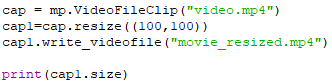 cap = mp.VideoFileClip("video.mp4")
cap1=cap.resize((100,100))
cap1.write_videofile("movie_resized.mp4")
print(cap1.size)